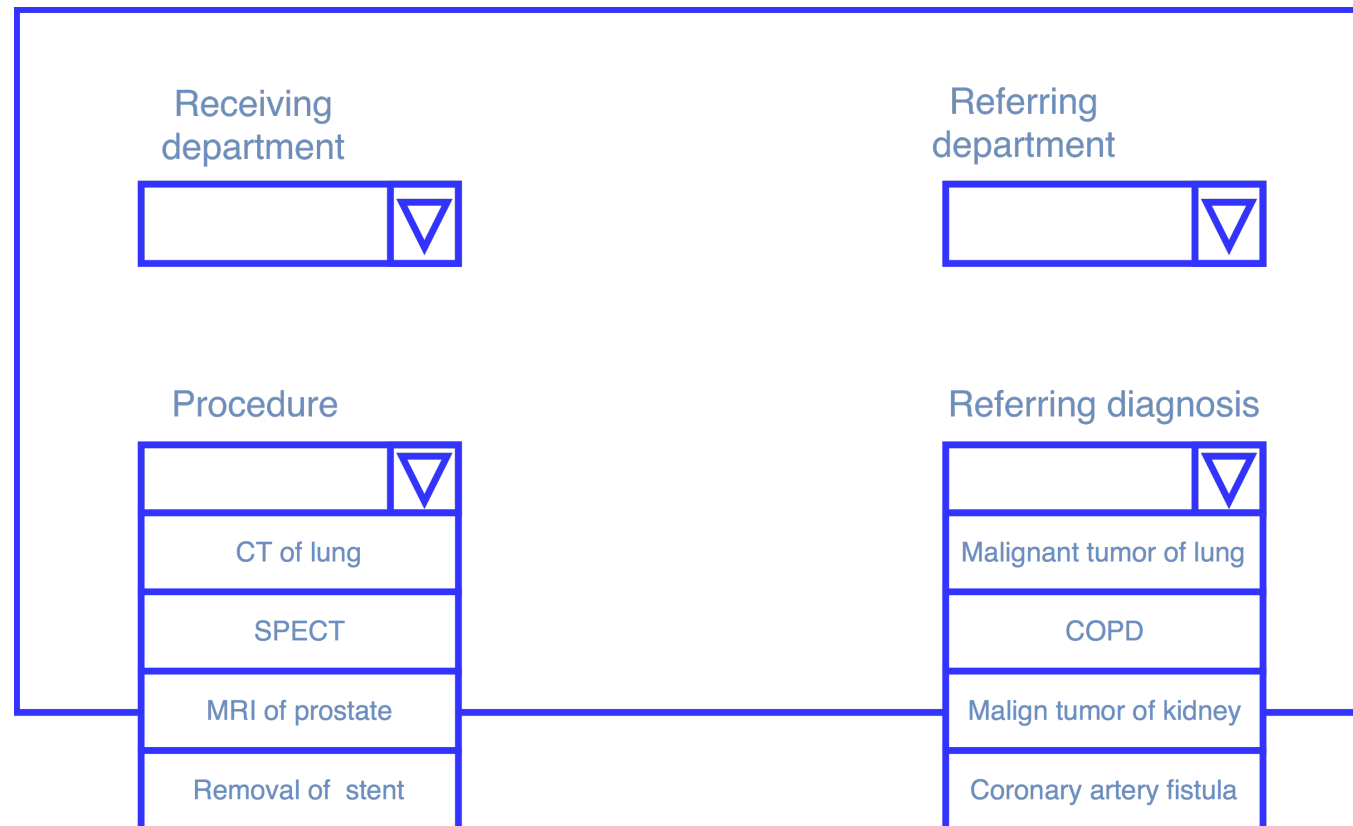 Receiving
department
Referring
department
Procedure
CT of lung
SPECT
MRI of prostate
Removal of  stent
Referring diagnosis
Malignant tumor of lung
COPD
Malign tumor of kidney
Coronary artery fistula